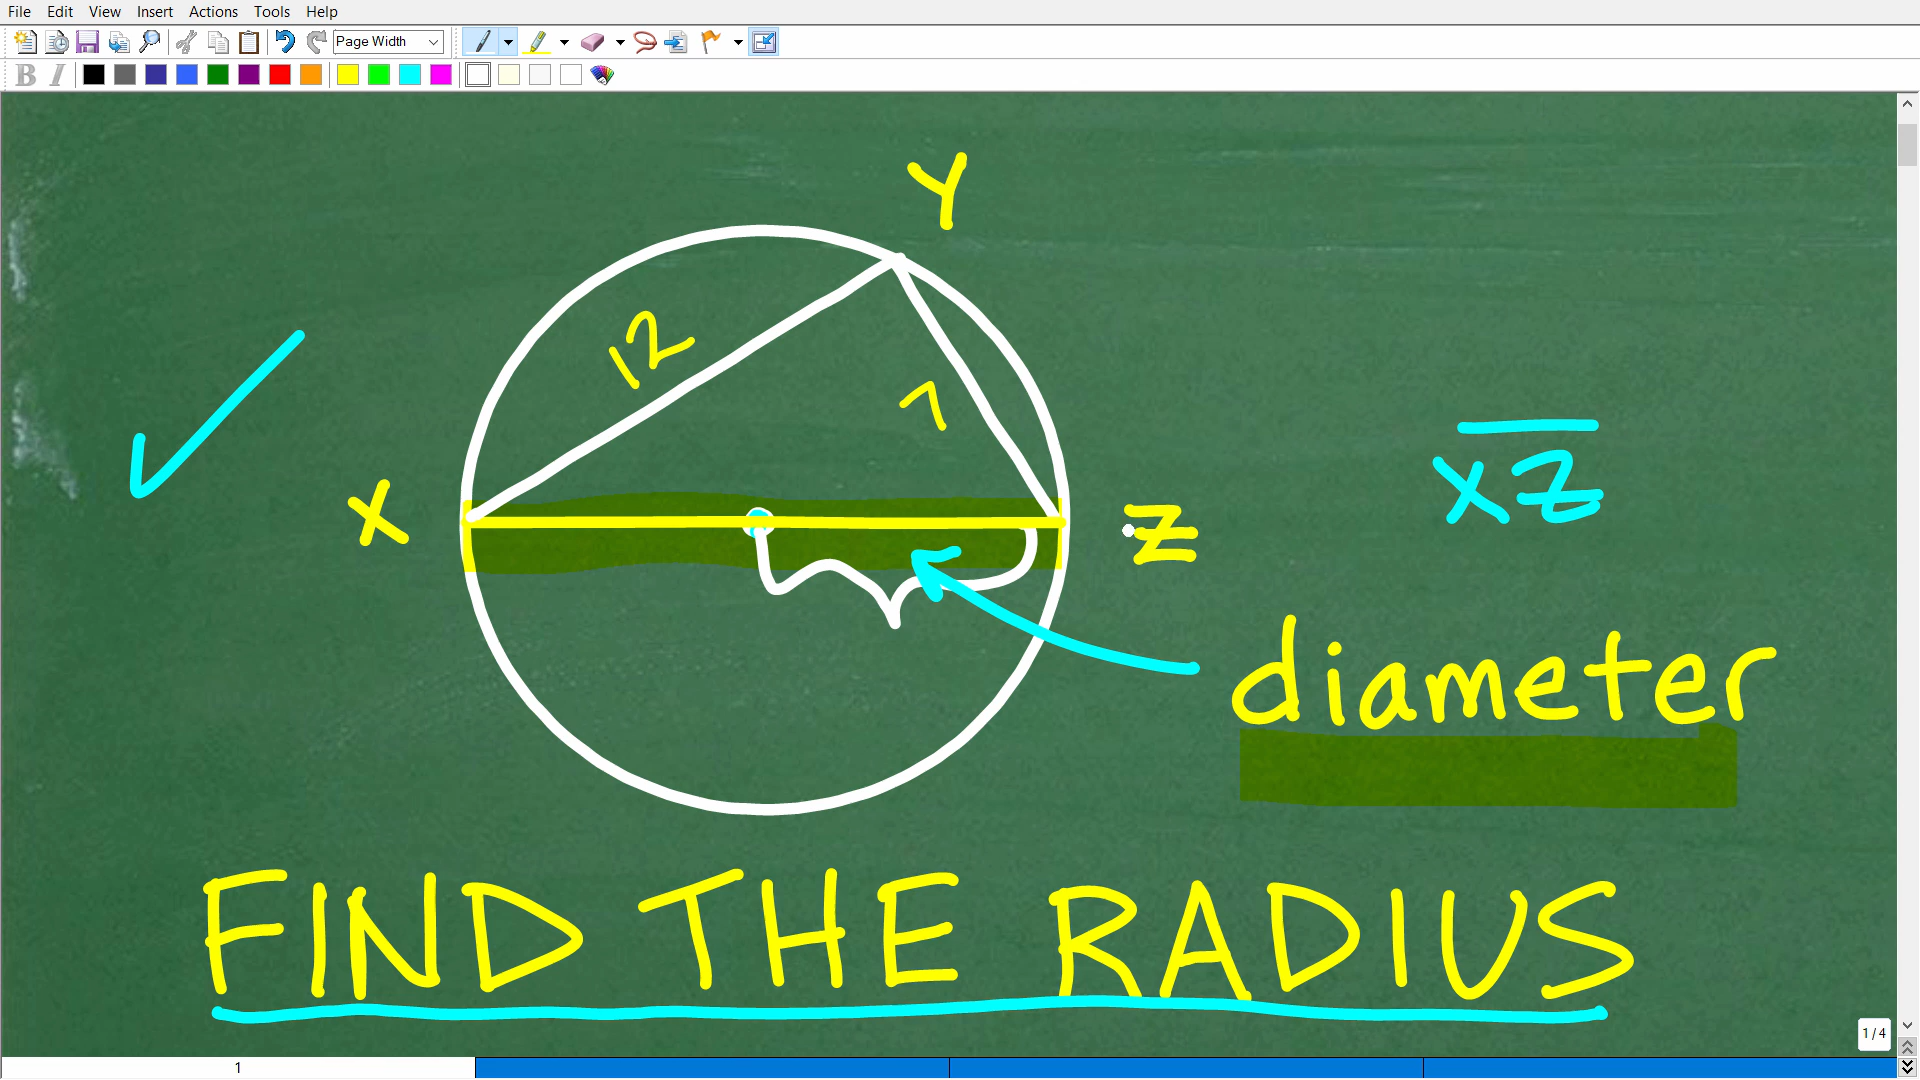 File Edit View Insert Actions Tools Help
Page Width
B I
Y
12
7
X
Z
XZ
diameter
FIND THE RADIUS
1 / 4
1